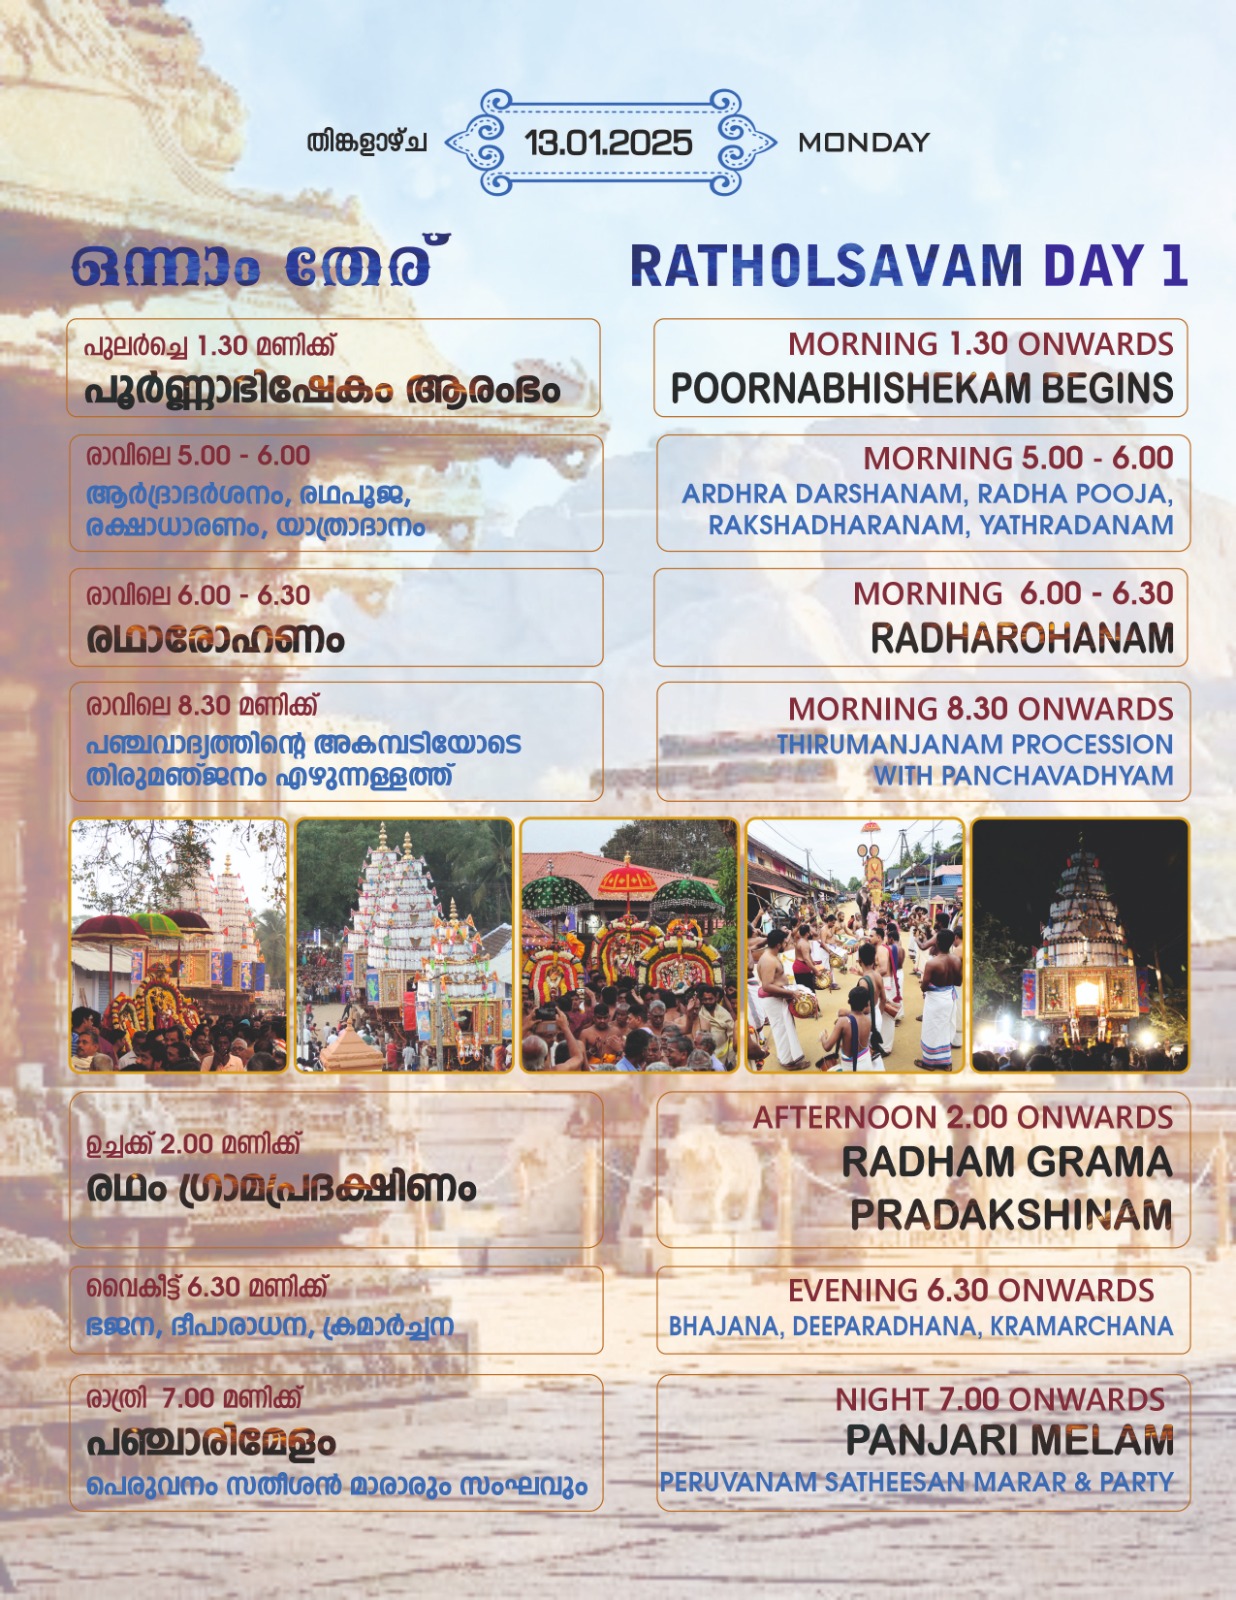 തിങ്കളാഴ്ച 13.01.2025 MONDAY
ഒന്നാം തേര്
RATHOLSAVAM DAY 1
പുലർച്ചെ 1.30 മണിക്ക്
പൂർണ്ണാഭിഷേകം ആരംഭം
MORNING 1.30 ONWARDS
POORNABHISHEKAM BEGINS
രാവിലെ 5.00 - 6.00
ആർദ്രാദർശനം, രഥപൂജ,
രക്ഷാധാരണം, യാത്രാദാനം
MORNING 5.00 - 6.00
ARDHRA DARSHANAM, RADHA POOJA,
RAKSHADHARANAM, YATHRADANAM
രാവിലെ 6.00 - 6.30
രഥാരോഹണം
MORNING 6.00 - 6.30
RADHAROHANAM
രാവിലെ 8.30 മണിക്ക്
പഞ്ചവാദ്യത്തിന്റെ അകമ്പടിയോടെ
തിരുമഞ്ജനം എഴുന്നള്ളത്ത്
MORNING 8.30 ONWARDS
THIRUMANJANAM PROCESSION
WITH PANCHAVADHYAM
ഉച്ചക്ക് 2.00 മണിക്ക്
രഥം ഗ്രാമപ്രദക്ഷിണം
AFTERNOON 2.00 ONWARDS
RADHAM GRAMA
PRADAKSHINAM
വൈകീട്ട് 6.30 മണിക്ക്
ഭജന, ദീപാരാധന, ക്രമാർച്ചന
EVENING 6.30 ONWARDS
BHAJANA, DEEPARADHANA, KRAMARCHANA
രാത്രി 7.00 മണിക്ക്
പഞ്ചാരിമേളം
പെരുവനം സതീശൻ മാരാരും സംഘവും
NIGHT 7.00 ONWARDS
PANJARI MELAM
PERUVANAM SATHEESAN MARAR & PARTY